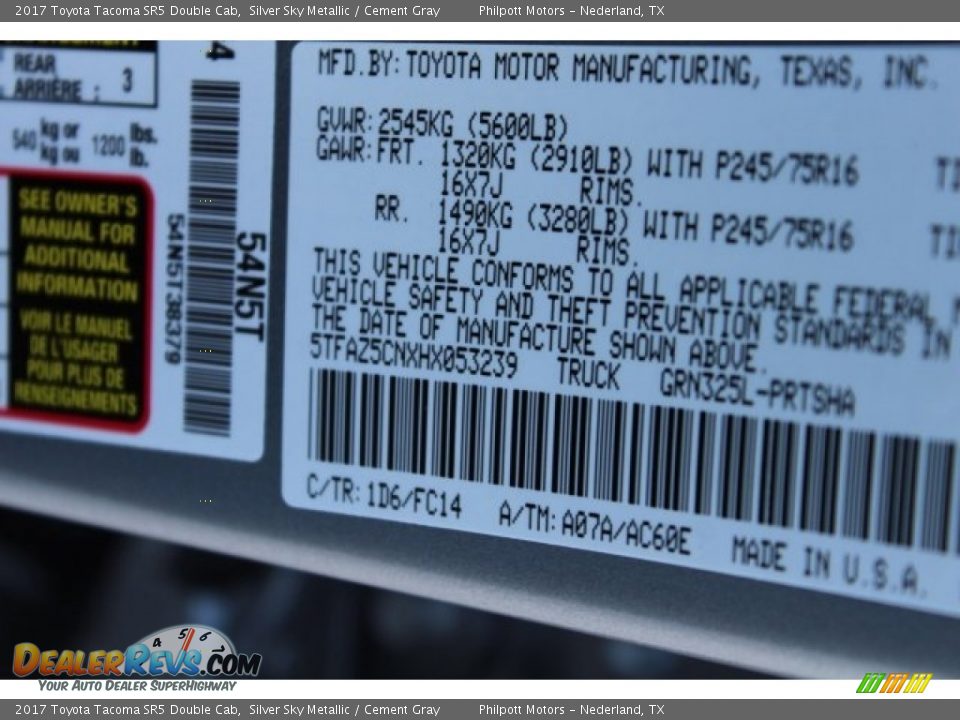 2017 Toyota Tacoma SR5 Double Cab, Silver Sky Metallic / Cement Gray Philpott Motors – Nederland, TX
REAR
ARRIÈRE : 3
540 kg or 1200 lbs.
kg ou lb.
SEE OWNER'S
MANUAL FOR
ADDITIONAL
INFORMATION
VOIR LE MANUEL
DE L'USAGER
POUR PLUS DE
RENSEIGNEMENTS
4
54N5T38379
54N5T
MFD.BY:TOYOTA MOTOR MANUFACTURING, TEXAS, INC.
GVWR:2545KG (5600LB)
GAWR:FRT. 1320KG (2910LB) WITH P245/75R16
16X7J RIMS.
RR. 1490KG (3280LB) WITH P245/75R16
16X7J RIMS.
THIS VEHICLE CONFORMS TO ALL APPLICABLE FEDERAL
VEHICLE SAFETY AND THEFT PREVENTION STANDARDS IN
THE DATE OF MANUFACTURE SHOWN ABOVE.
5TFAZ5CNXHX053239 TRUCK GRN325L-PRTSHA
C/TR:1D6/FC14 A/TM:A07A/AC60E MADE IN U.S.A.
4 5 6
DealerRevs.com
Your Auto Dealer SuperHighway
2017 Toyota Tacoma SR5 Double Cab, Silver Sky Metallic / Cement Gray Philpott Motors – Nederland, TX